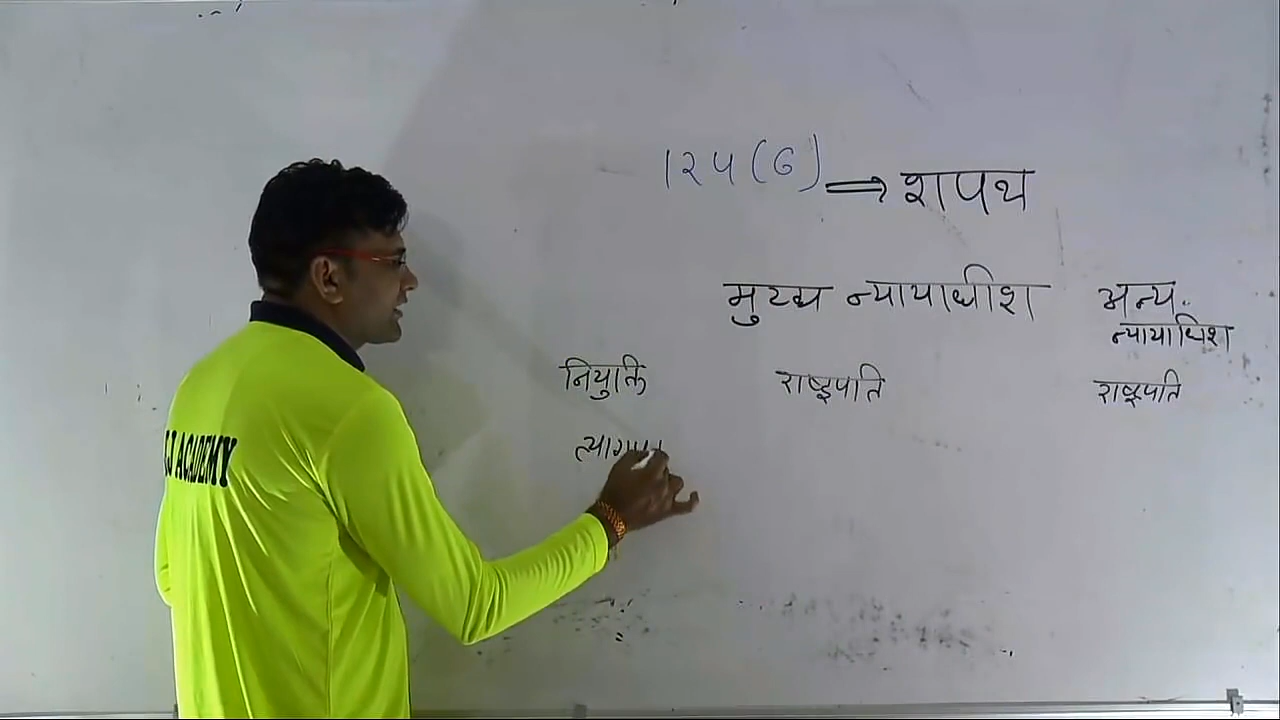 १२५(G) ⇒ शपथ
मुख्य न्यायाधीश अन्य
न्यायाधिश
नियुक्ति राष्ट्रपति राष्ट्रपति
J ACADEMY